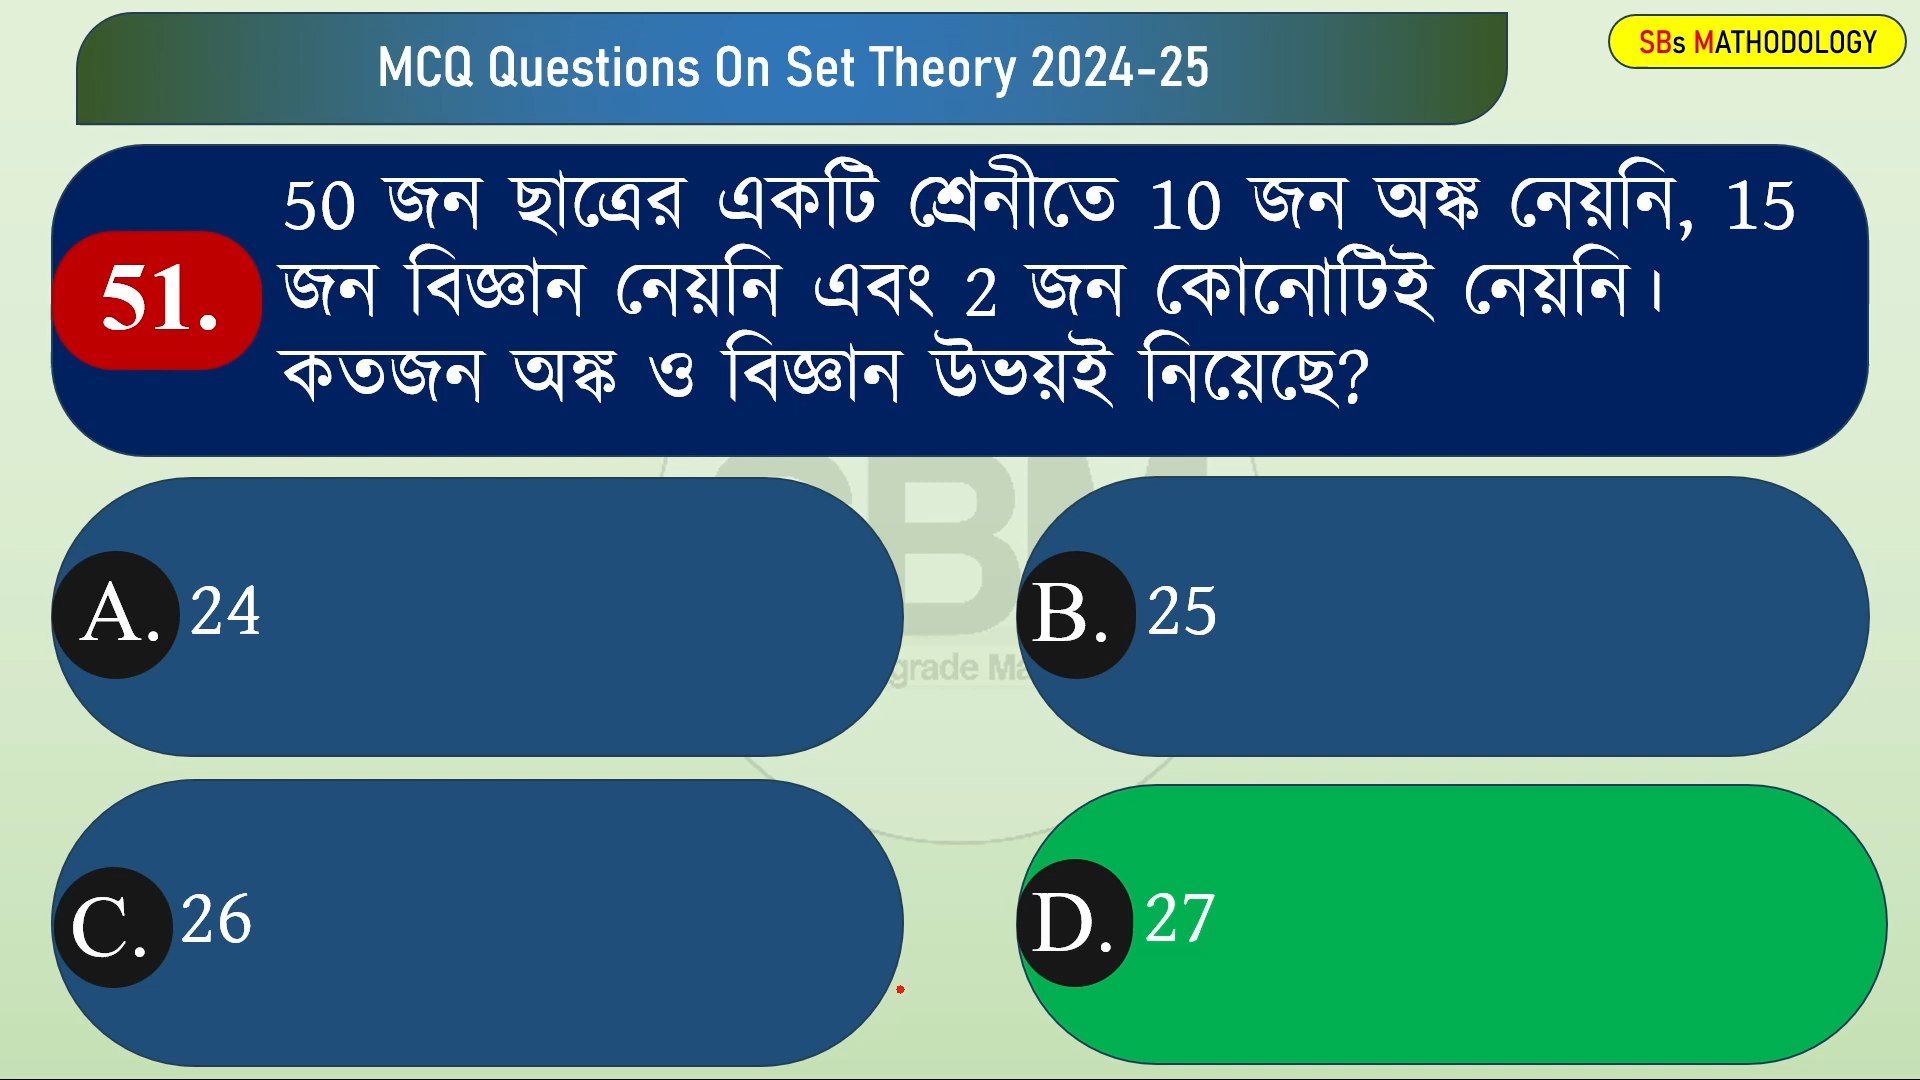 MCQ Questions On Set Theory 2024-25
SBs MATHODOLOGY
51.
50 জন ছাত্রের একটি শ্রেনীতে 10 জন অঙ্ক নেয়নি, 15
জন বিজ্ঞান নেয়নি এবং 2 জন কোনোটিই নেয়নি।
কতজন অঙ্ক ও বিজ্ঞান উভয়ই নিয়েছে?
A. 24
B. 25
C. 26
D. 27